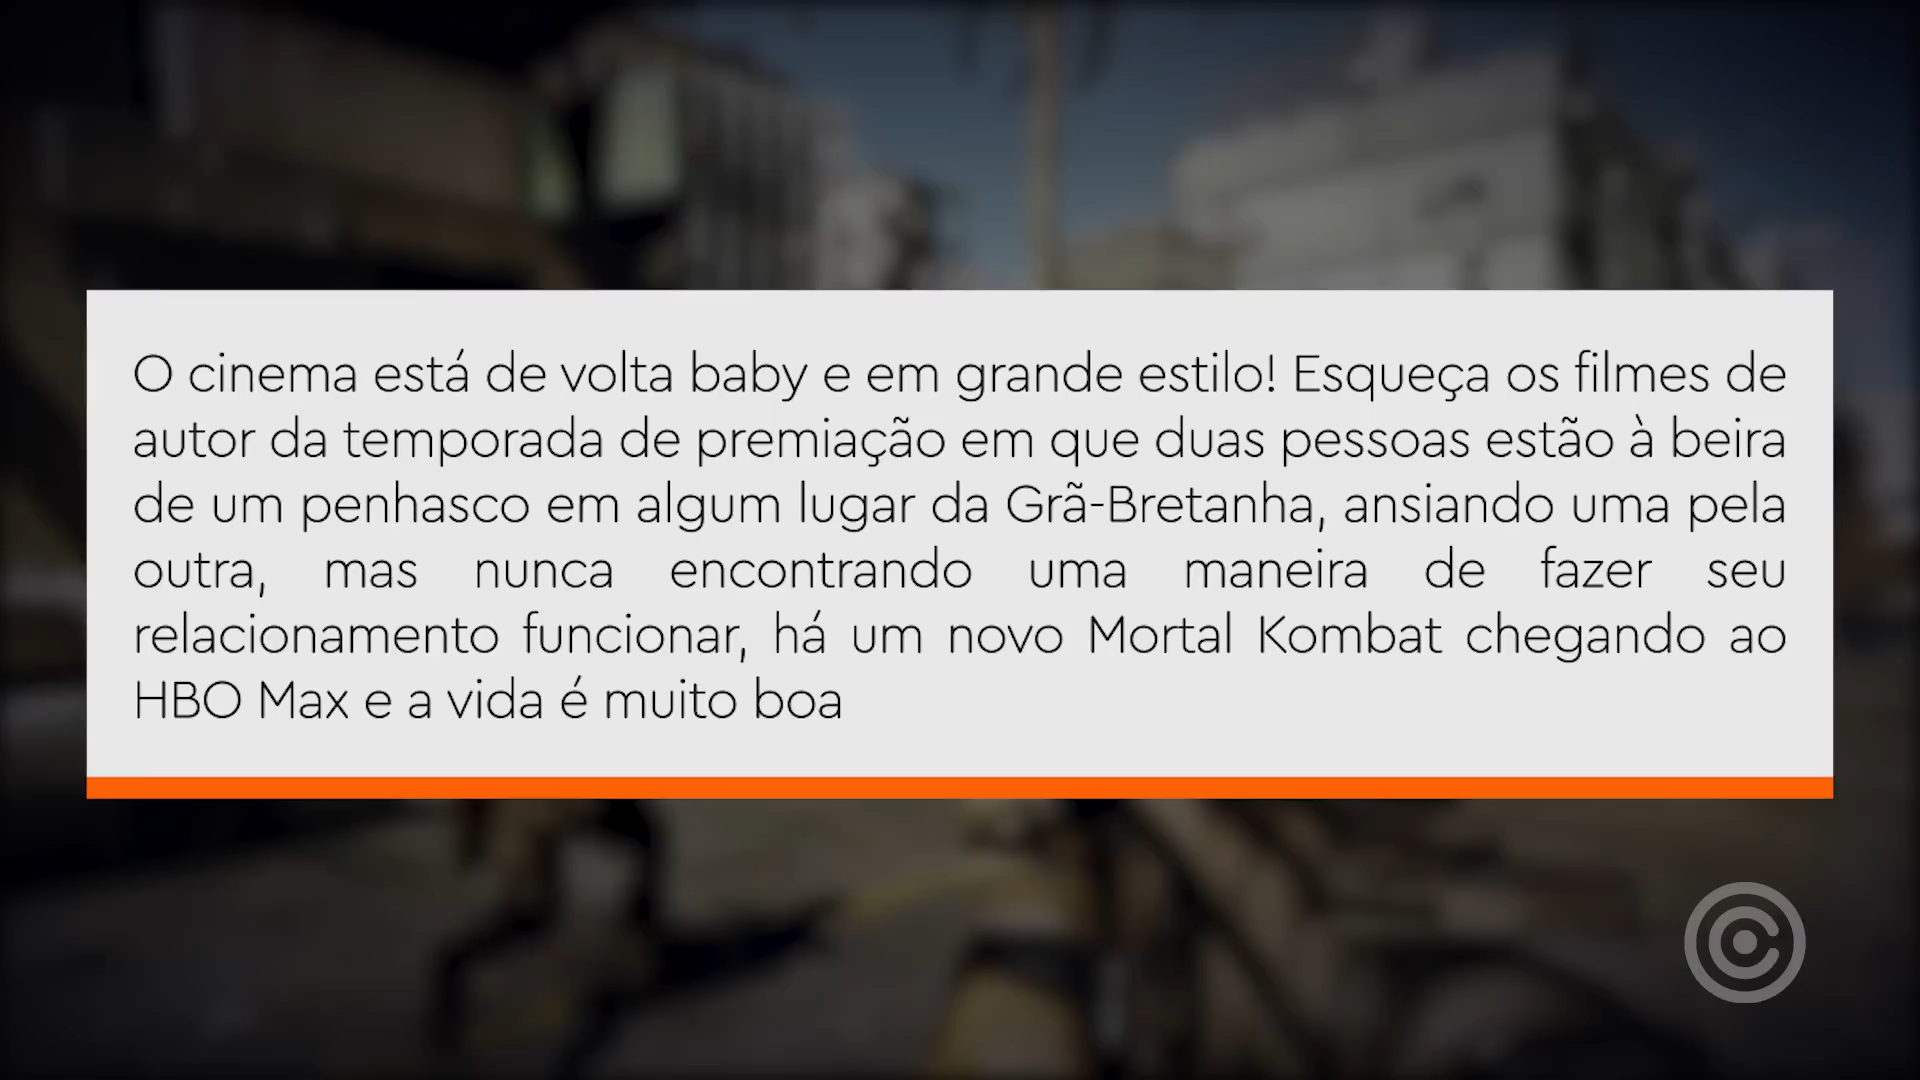 O cinema está de volta baby e em grande estilo! Esqueça os filmes de
autor da temporada de premiação em que duas pessoas estão à beira
de um penhasco em algum lugar da Grã-Bretanha, ansiando uma pela
outra, mas nunca encontrando uma maneira de fazer seu
relacionamento funcionar, há um novo Mortal Kombat chegando ao
HBO Max e a vida é muito boa